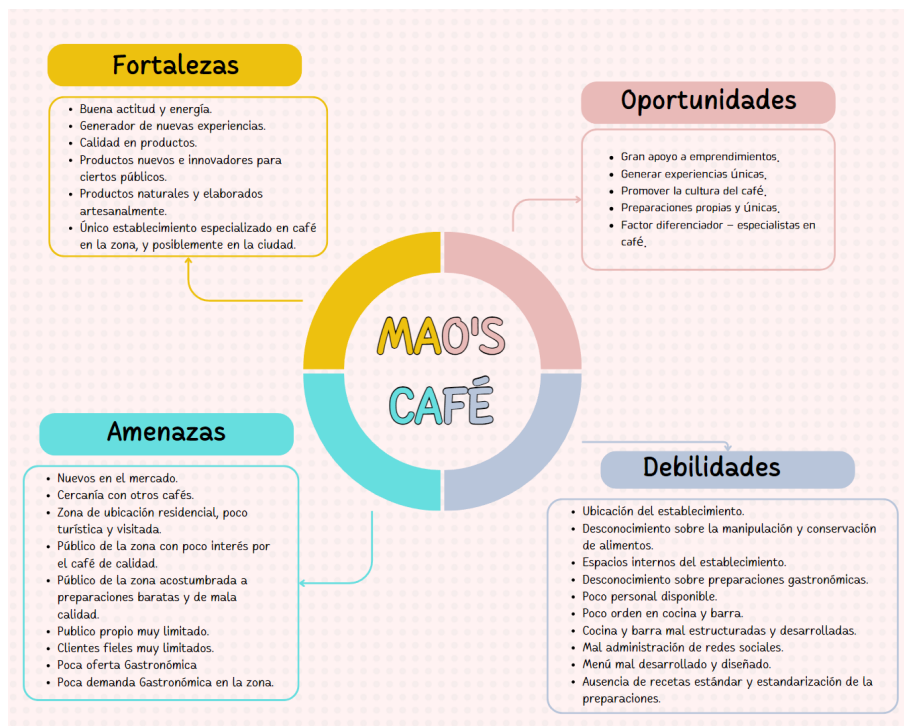 Fortalezas
• Buena actitud y energía.
• Generador de nuevas experiencias.
• Calidad en productos.
• Productos nuevos e innovadores para
ciertos públicos.
• Productos naturales y elaborados
artesanalmente.
• Único establecimiento especializado en café
en la zona, y posiblemente en la ciudad.
Oportunidades
• Gran apoyo a emprendimientos.
• Generar experiencias únicas.
• Promover la cultura del café.
• Preparaciones propias y únicas.
• Factor diferenciador – especialistas en
café.
MAO'S
CAFÉ
Amenazas
• Nuevos en el mercado.
• Cercanía con otros cafés.
• Zona de ubicación residencial, poco
turística y visitada.
• Público de la zona con poco interés por
el café de calidad.
• Público de la zona acostumbrada a
preparaciones baratas y de mala
calidad.
• Publico propio muy limitado.
• Clientes fieles muy limitados.
• Poca oferta Gastronómica
• Poca demanda Gastronómica en la zona.
Debilidades
• Ubicación del establecimiento.
• Desconocimiento sobre la manipulación y conservación
de alimentos.
• Espacios internos del establecimiento.
• Desconocimiento sobre preparaciones gastronómicas.
• Poco personal disponible.
• Poco orden en cocina y barra.
• Cocina y barra mal estructuradas y desarrolladas.
• Mal administración de redes sociales.
• Menú mal desarrollado y diseñado.
• Ausencia de recetas estándar y estandarización de la
preparaciones.